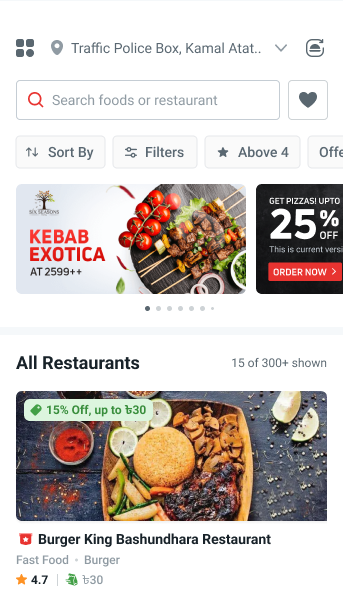 Traffic Police Box, Kamal Atat..
Search foods or restaurant
Sort By
Filters
Above 4
Offe
SIX SEASONS
KEBAB
EXOTICA
AT 2599++
GET PIZZAS! UPTO
25%
OFF
This is current versi
ORDER NOW >
All Restaurants
15 of 300+ shown
15% Off, up to ৳30
Burger King Bashundhara Restaurant
Fast Food · Burger
4.7 | ৳30